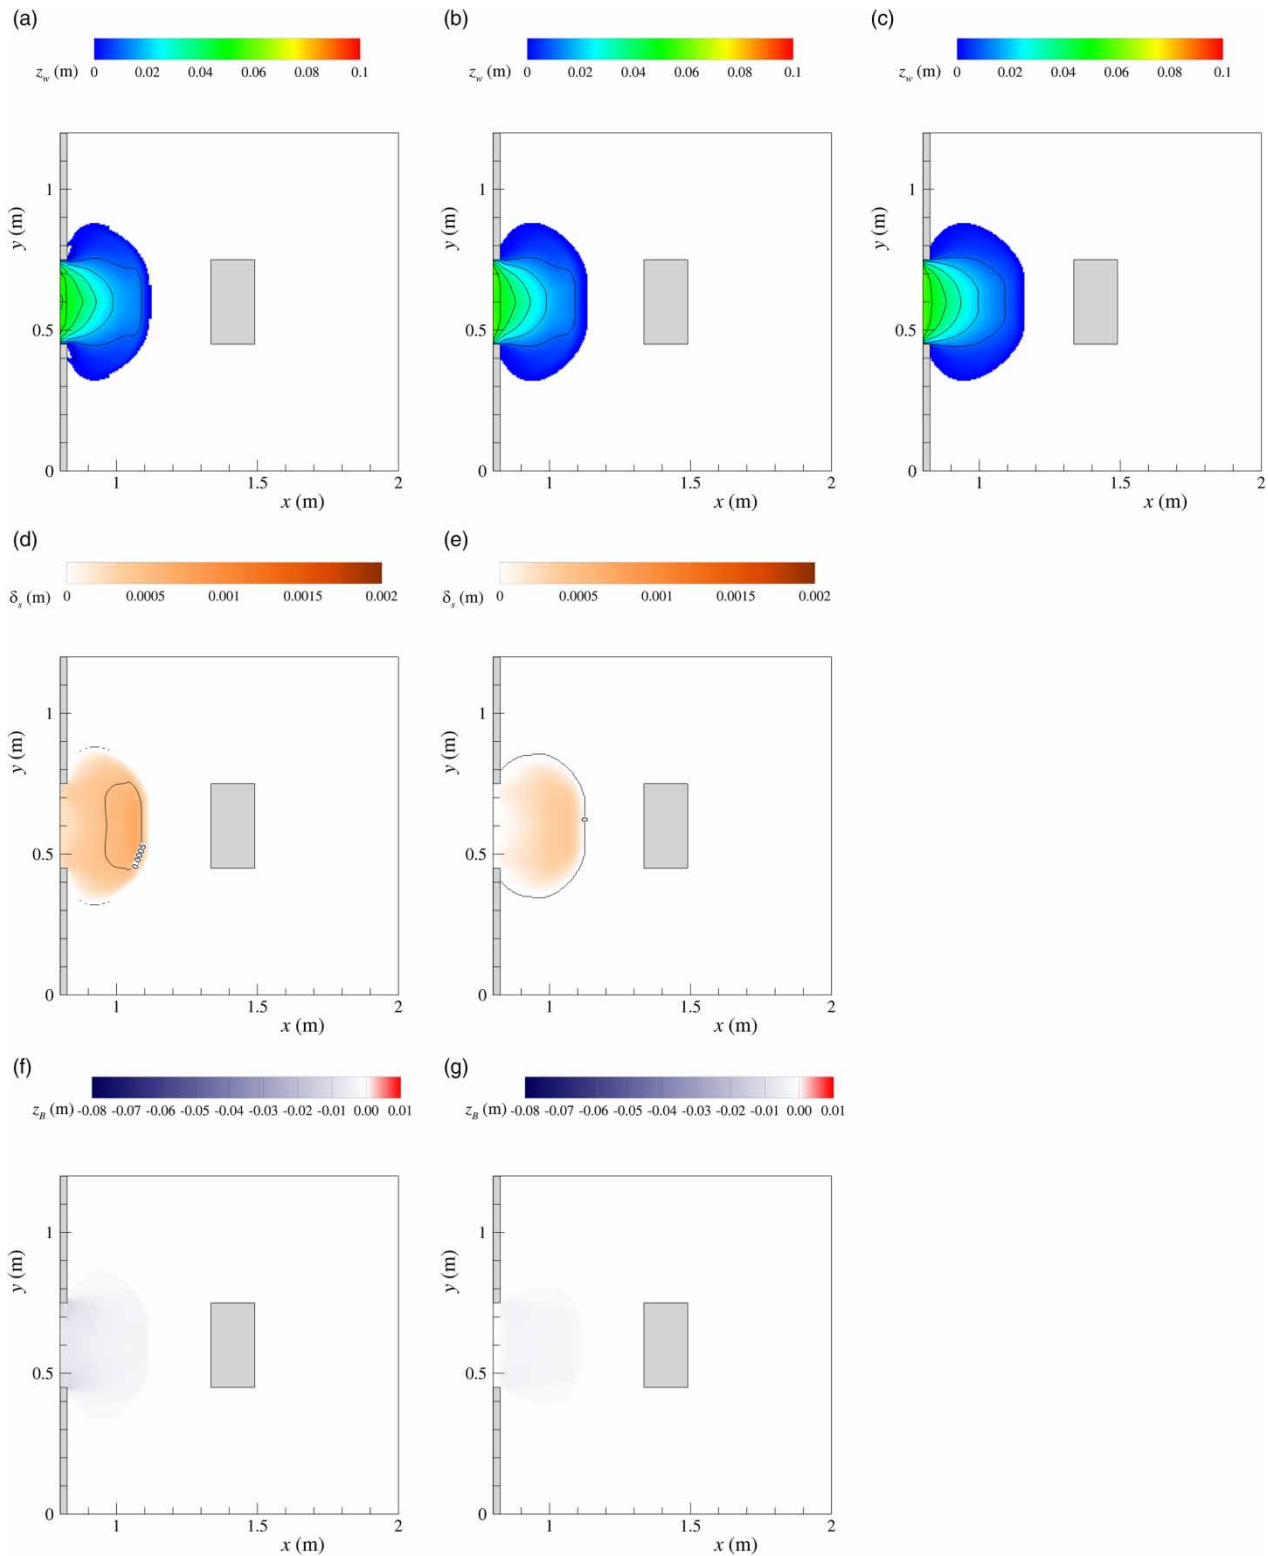 (a) (b) (c)
z_w (m) 0 0.02 0.04 0.06 0.08 0.1
z_w (m) 0 0.02 0.04 0.06 0.08 0.1
z_w (m) 0 0.02 0.04 0.06 0.08 0.1
y (m)
1
0.5
0
1 1.5 2
x (m)
y (m)
1
0.5
0
1 1.5 2
x (m)
y (m)
1
0.5
0
1 1.5 2
x (m)
(d) (e)
δ_s (m) 0 0.0005 0.001 0.0015 0.002
δ_s (m) 0 0.0005 0.001 0.0015 0.002
y (m)
1
0.5
0
0.0005
1 1.5 2
x (m)
y (m)
1
0.5
0
0
1 1.5 2
x (m)
(f) (g)
z_B (m) -0.08 -0.07 -0.06 -0.05 -0.04 -0.03 -0.02 -0.01 0.00 0.01
z_B (m) -0.08 -0.07 -0.06 -0.05 -0.04 -0.03 -0.02 -0.01 0.00 0.01
y (m)
1
0.5
0
1 1.5 2
x (m)
y (m)
1
0.5
0
1 1.5 2
x (m)